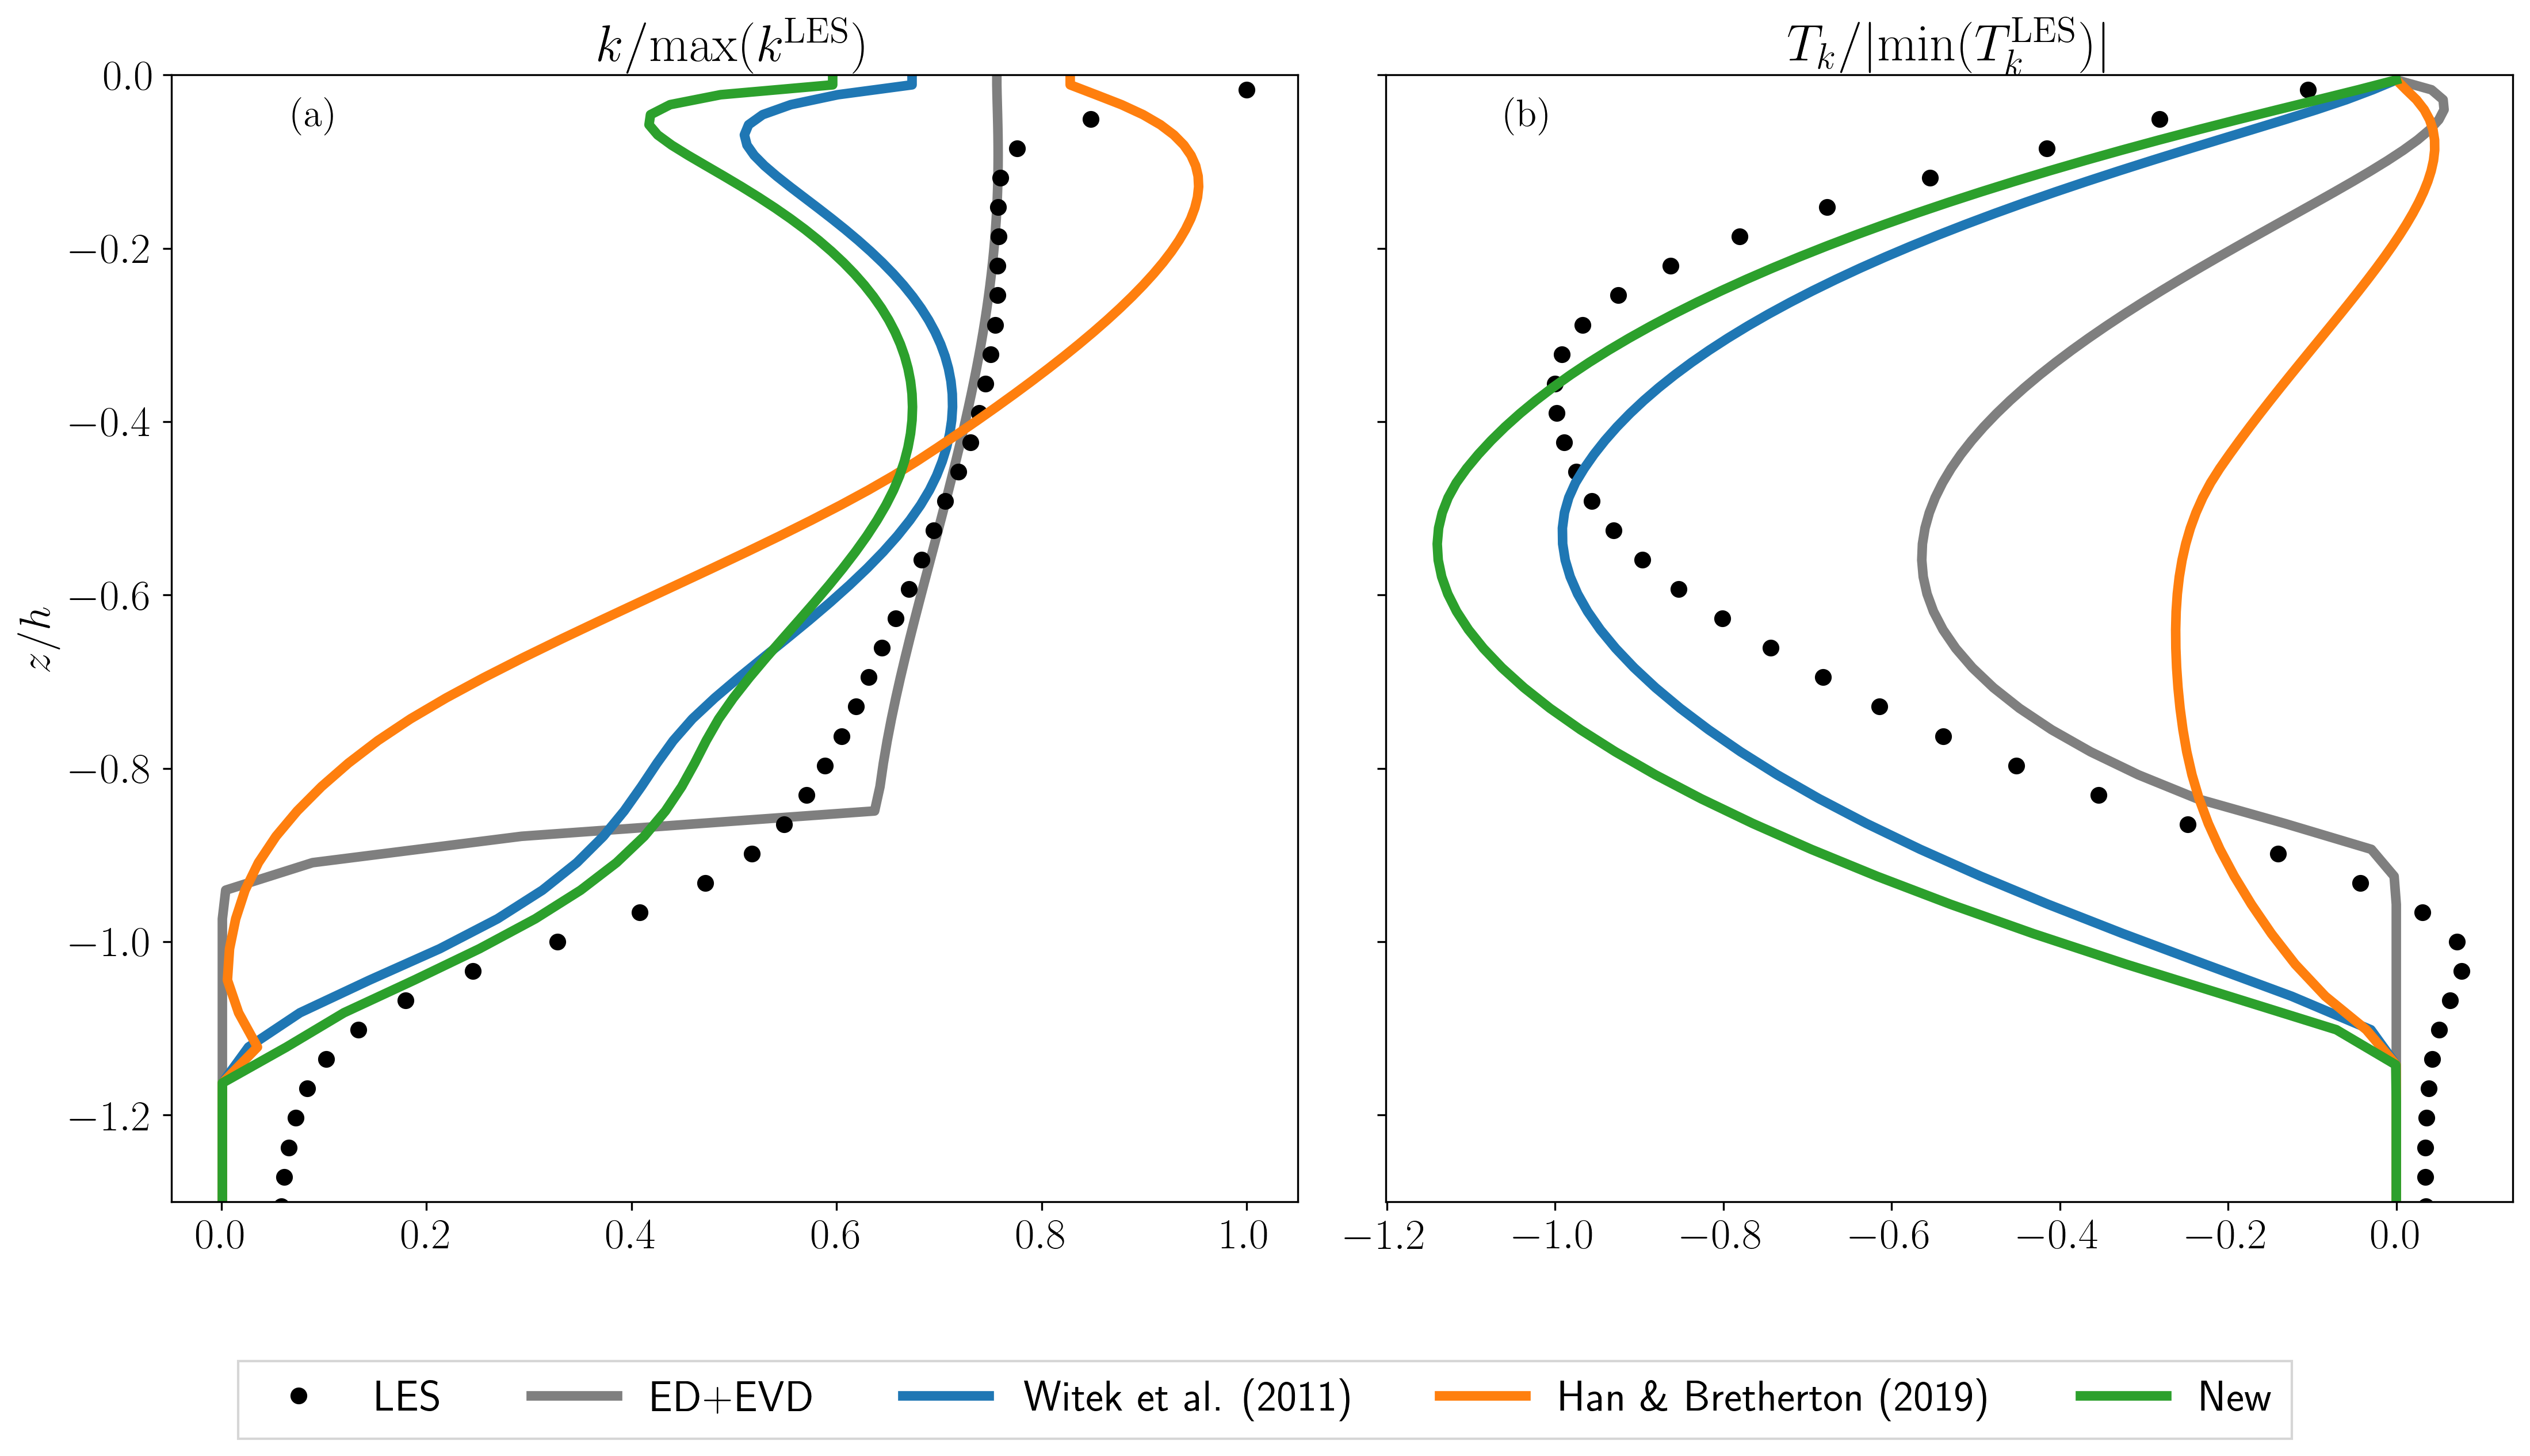 k/max(k^LES)
T_k/|min(T_k^LES)|
(a)
(b)
0.0
−0.2
−0.4
−0.6
−0.8
−1.0
−1.2
z/h
0.0 0.2 0.4 0.6 0.8 1.0
−1.2 −1.0 −0.8 −0.6 −0.4 −0.2 0.0
LES ED+EVD Witek et al. (2011) Han & Bretherton (2019) New